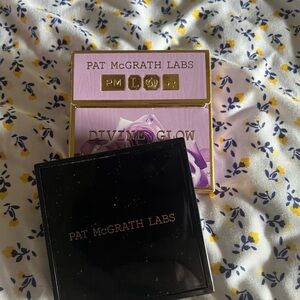 PAT McGRATH LABS
PM L
DIVINE GLOW
PAT McGRATH LABS